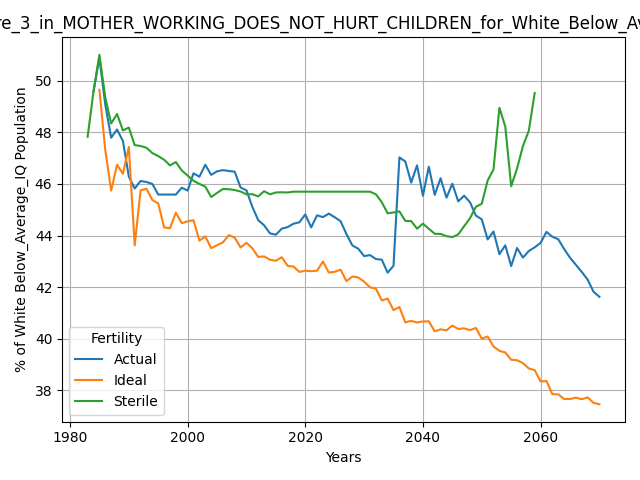 re_3_in_MOTHER_WORKING_DOES_NOT_HURT_CHILDREN_for_White_Below_Av
% of White Below_Average_IQ Population
50
48
46
44
42
40
38
Fertility
Actual
Ideal
Sterile
1980
2000
2020
2040
2060
Years